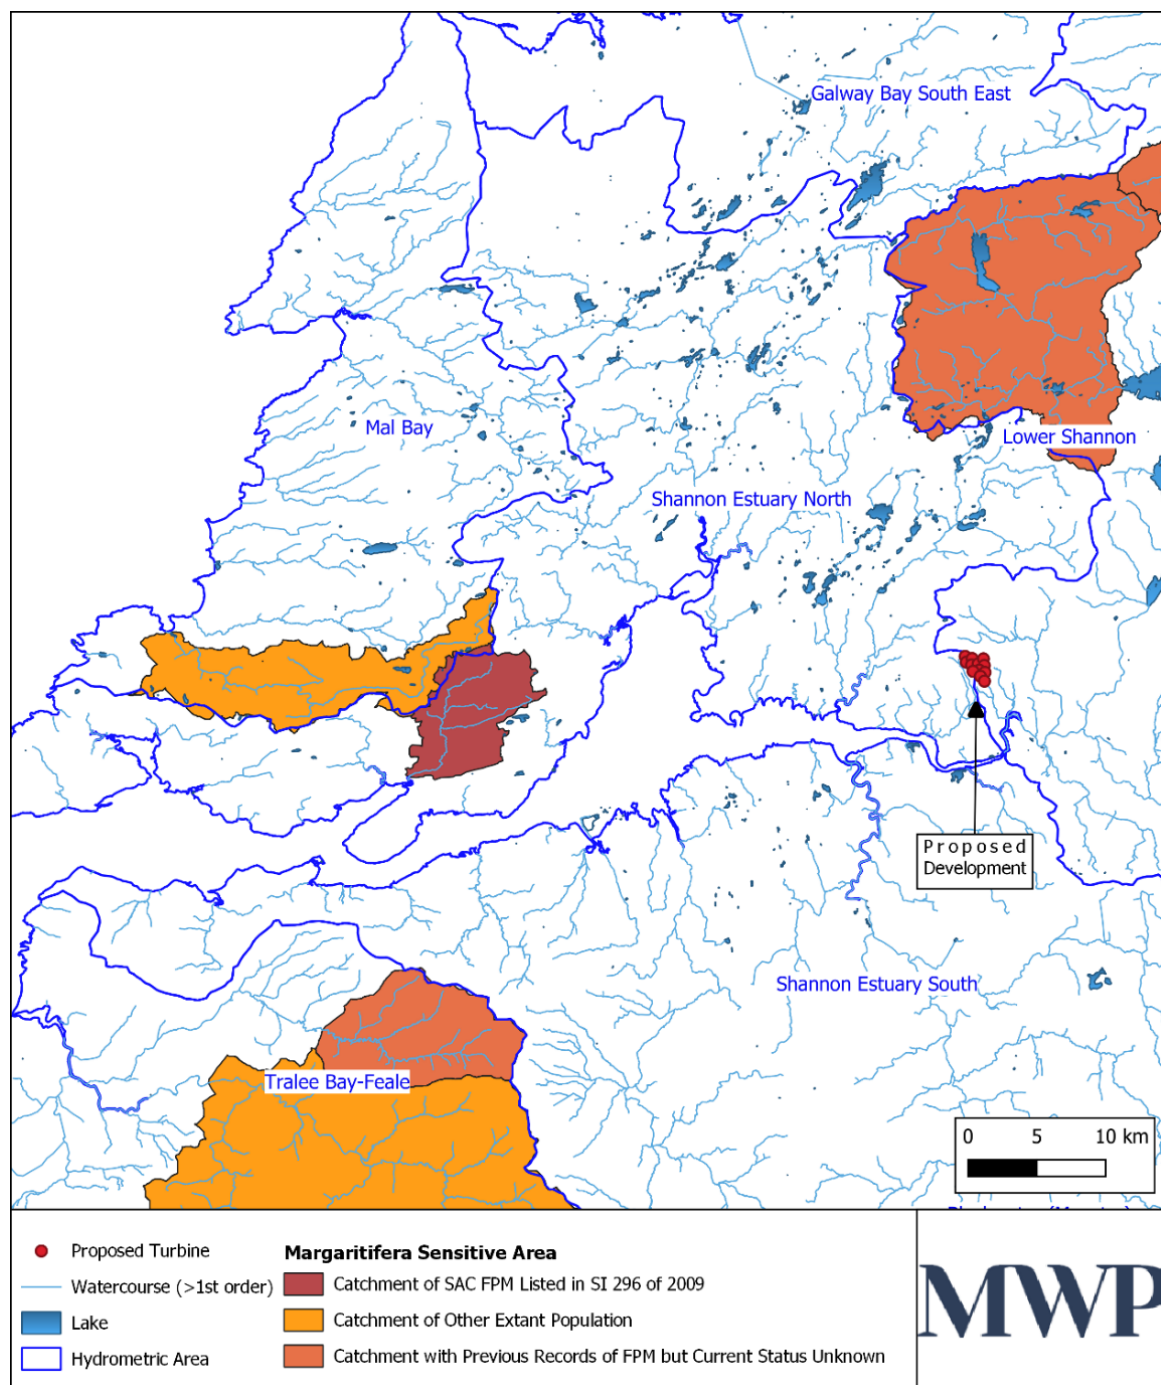 Galway Bay South East
Lower Shannon
Mal Bay
Shannon Estuary North
Proposed
Development
Shannon Estuary South
Tralee Bay-Feale
0 5 10 km
Proposed Turbine
Watercourse (>1st order)
Lake
Hydrometric Area
Margaritifera Sensitive Area
Catchment of SAC FPM Listed in SI 296 of 2009
Catchment of Other Extant Population
Catchment with Previous Records of FPM but Current Status Unknown
MWP